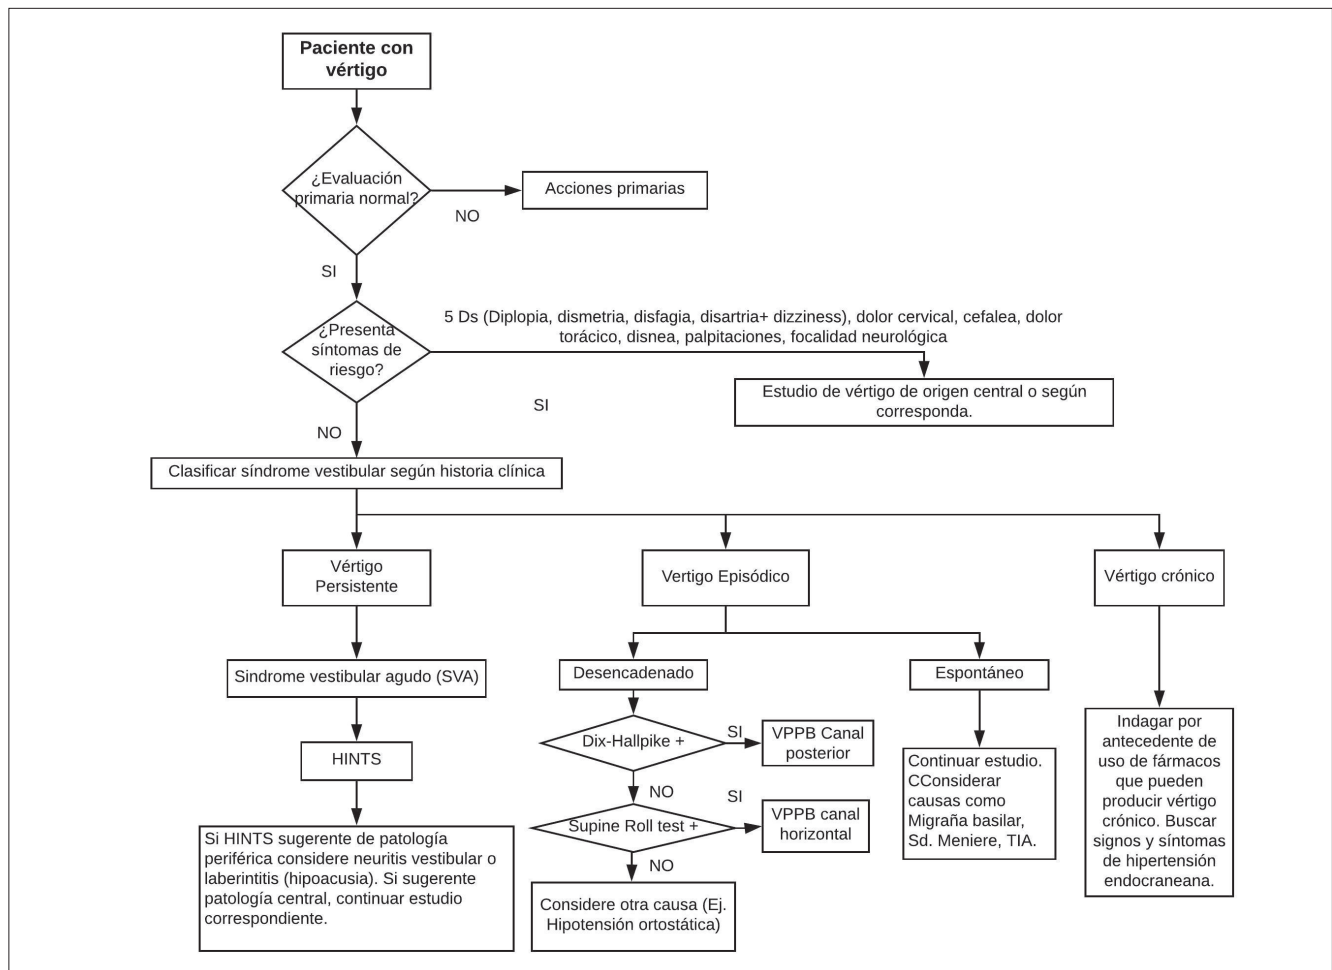 Paciente con
vértigo
¿Evaluación
primaria normal?
NO
Acciones primarias
SI
¿Presenta
síntomas de
riesgo?
5 Ds (Diplopia, dismetria, disfagia, disartria+ dizziness), dolor cervical, cefalea, dolor
torácico, disnea, palpitaciones, focalidad neurológica
SI
Estudio de vértigo de origen central o según
corresponda.
NO
Clasificar síndrome vestibular según historia clínica
Vértigo
Persistente
Vertigo Episódico
Vértigo crónico
Sindrome vestibular agudo (SVA)
Desencadenado
Espontáneo
HINTS
Dix-Hallpike +
SI
VPPB Canal
posterior
NO
Supine Roll test +
SI
VPPB canal
horizontal
NO
Si HINTS sugerente de patología
periférica considere neuritis vestibular o
laberintitis (hipoacusia). Si sugerente
patología central, continuar estudio
correspondiente.
Considere otra causa (Ej.
Hipotensión ortostática)
Continuar estudio.
CConsiderar
causas como
Migraña basilar,
Sd. Meniere, TIA.
Indagar por
antecedente de
uso de fármacos
que pueden
producir vértigo
crónico. Buscar
signos y síntomas
de hipertensión
endocraneana.